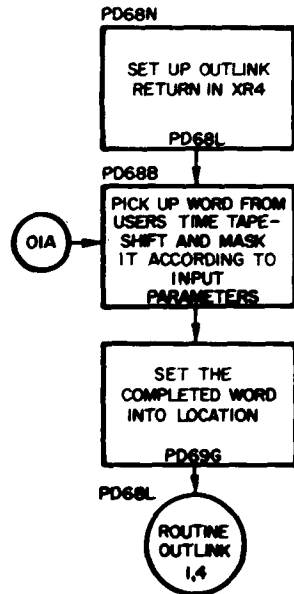 PD68N
SET UP OUTLINK
RETURN IN XR4
PD68L
PD68B
01A
PICK UP WORD FROM
USERS TIME TAPE-
SHIFT AND MASK
IT ACCORDING TO
INPUT
PARAMETERS
SET THE
COMPLETED WORD
INTO LOCATION
PD69G
PD68L
ROUTINE
OUTLINK
1,4